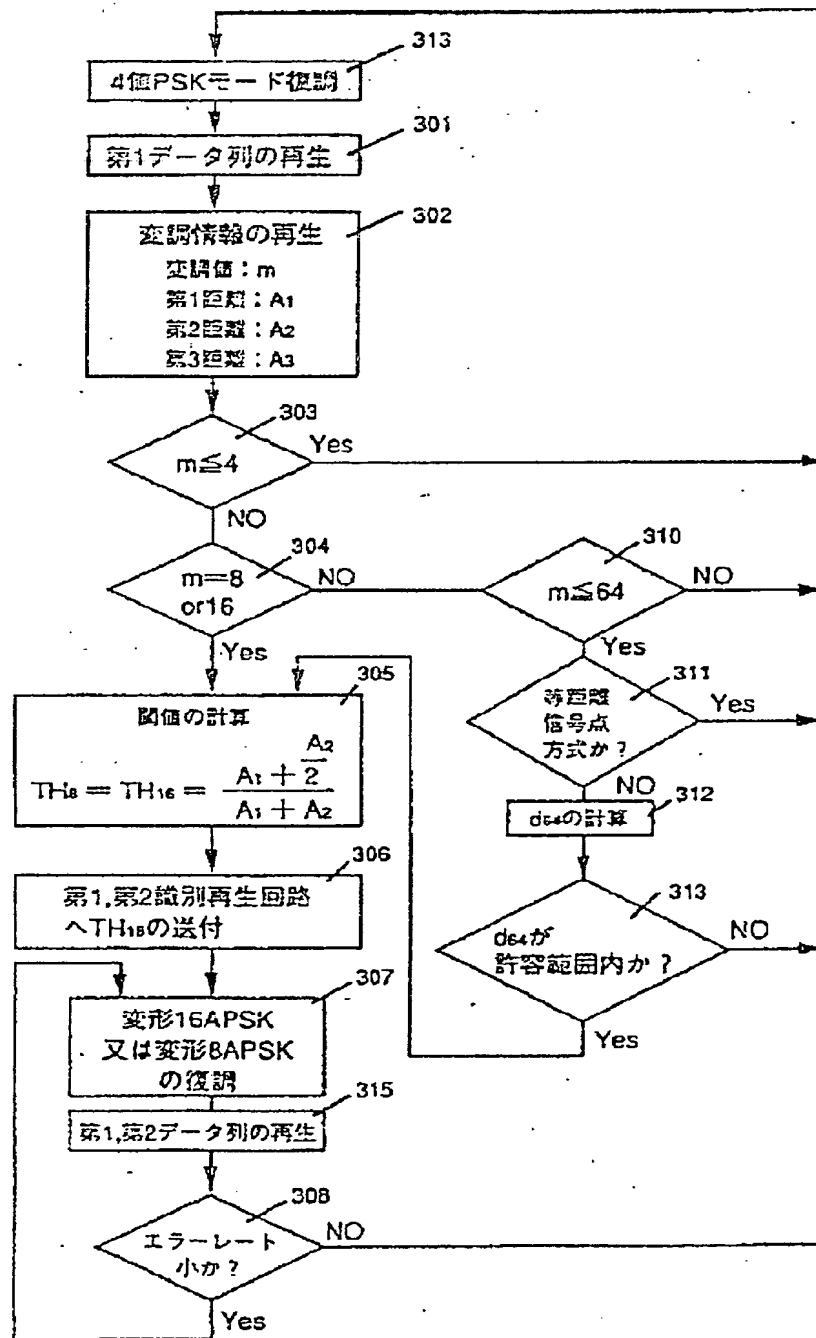 313
4値PSKモード復調
301
第1データ列の再生
302
変調情報の再生
変調値：m
第1距離：A1
第2距離：A2
第3距離：A3
303
m≦4
Yes
NO
304
m=8
or16
NO
Yes
310
m≦64
NO
Yes
311
等距離
信号点
方式か？
Yes
NO
312
d64の計算
313
d64が
許容範囲内か？
NO
Yes
305
閾値の計算
TH8 = TH16 = (A1 + A2/2) / (A1 + A2)
306
第1,第2識別再生回路
へTH16の送付
307
変形16APSK
又は変形8APSK
の復調
315
第1,第2データ列の再生
308
エラーレート
小か？
NO
Yes